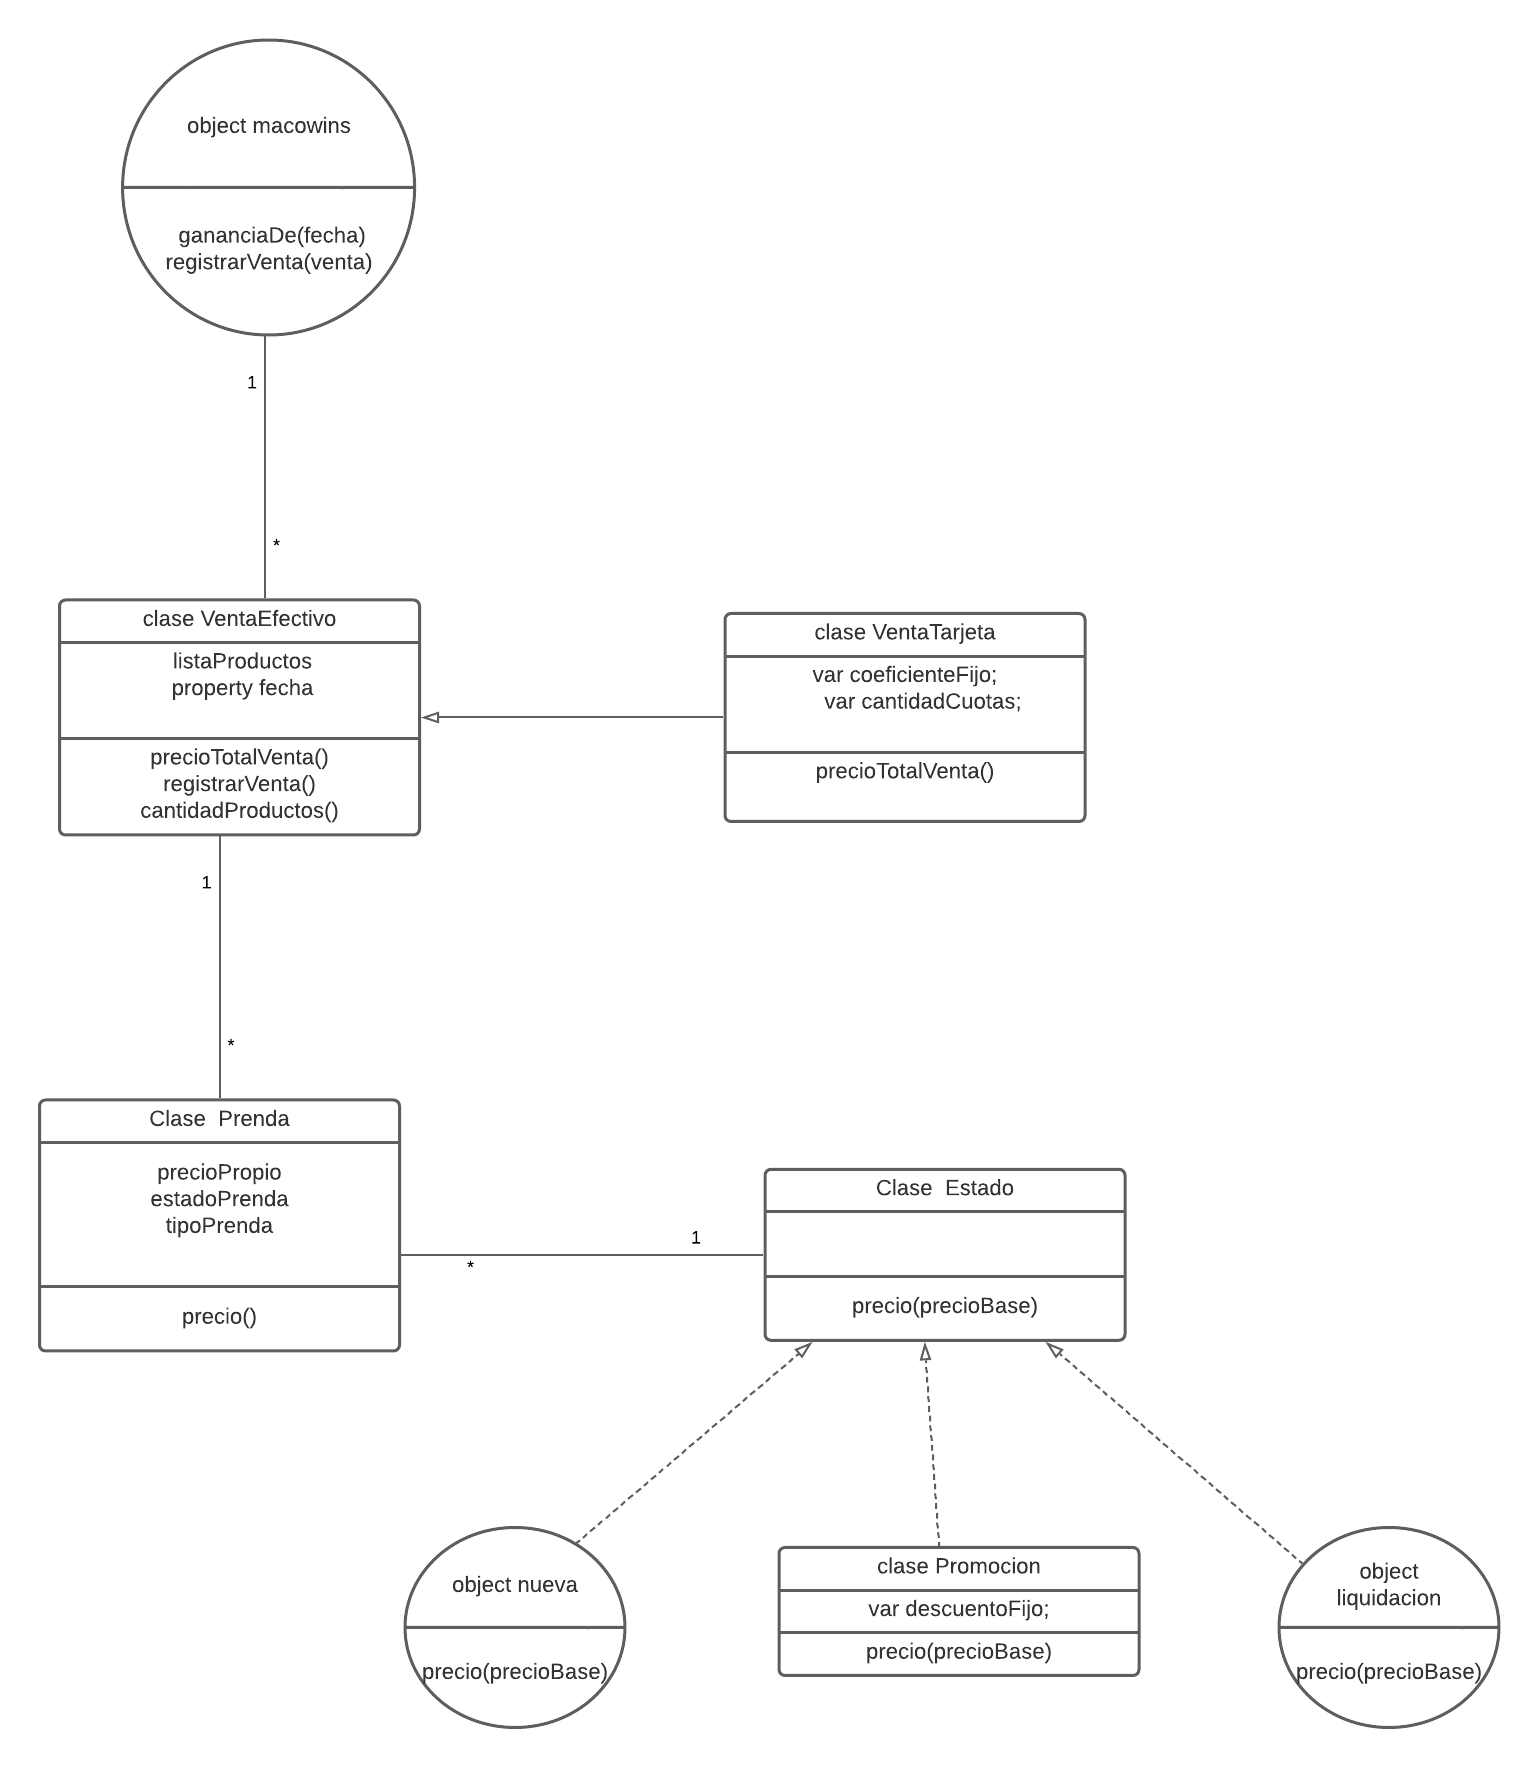 object macowins
gananciaDe(fecha)
registrarVenta(venta)
1
*
clase VentaEfectivo
listaProductos
property fecha
precioTotalVenta()
registrarVenta()
cantidadProductos()
clase VentaTarjeta
var coeficienteFijo;
var cantidadCuotas;
precioTotalVenta()
1
*
Clase  Prenda
precioPropio
estadoPrenda
tipoPrenda
precio()
*
1
Clase  Estado
precio(precioBase)
object nueva
precio(precioBase)
clase Promocion
var descuentoFijo;
precio(precioBase)
object
liquidacion
precio(precioBase)